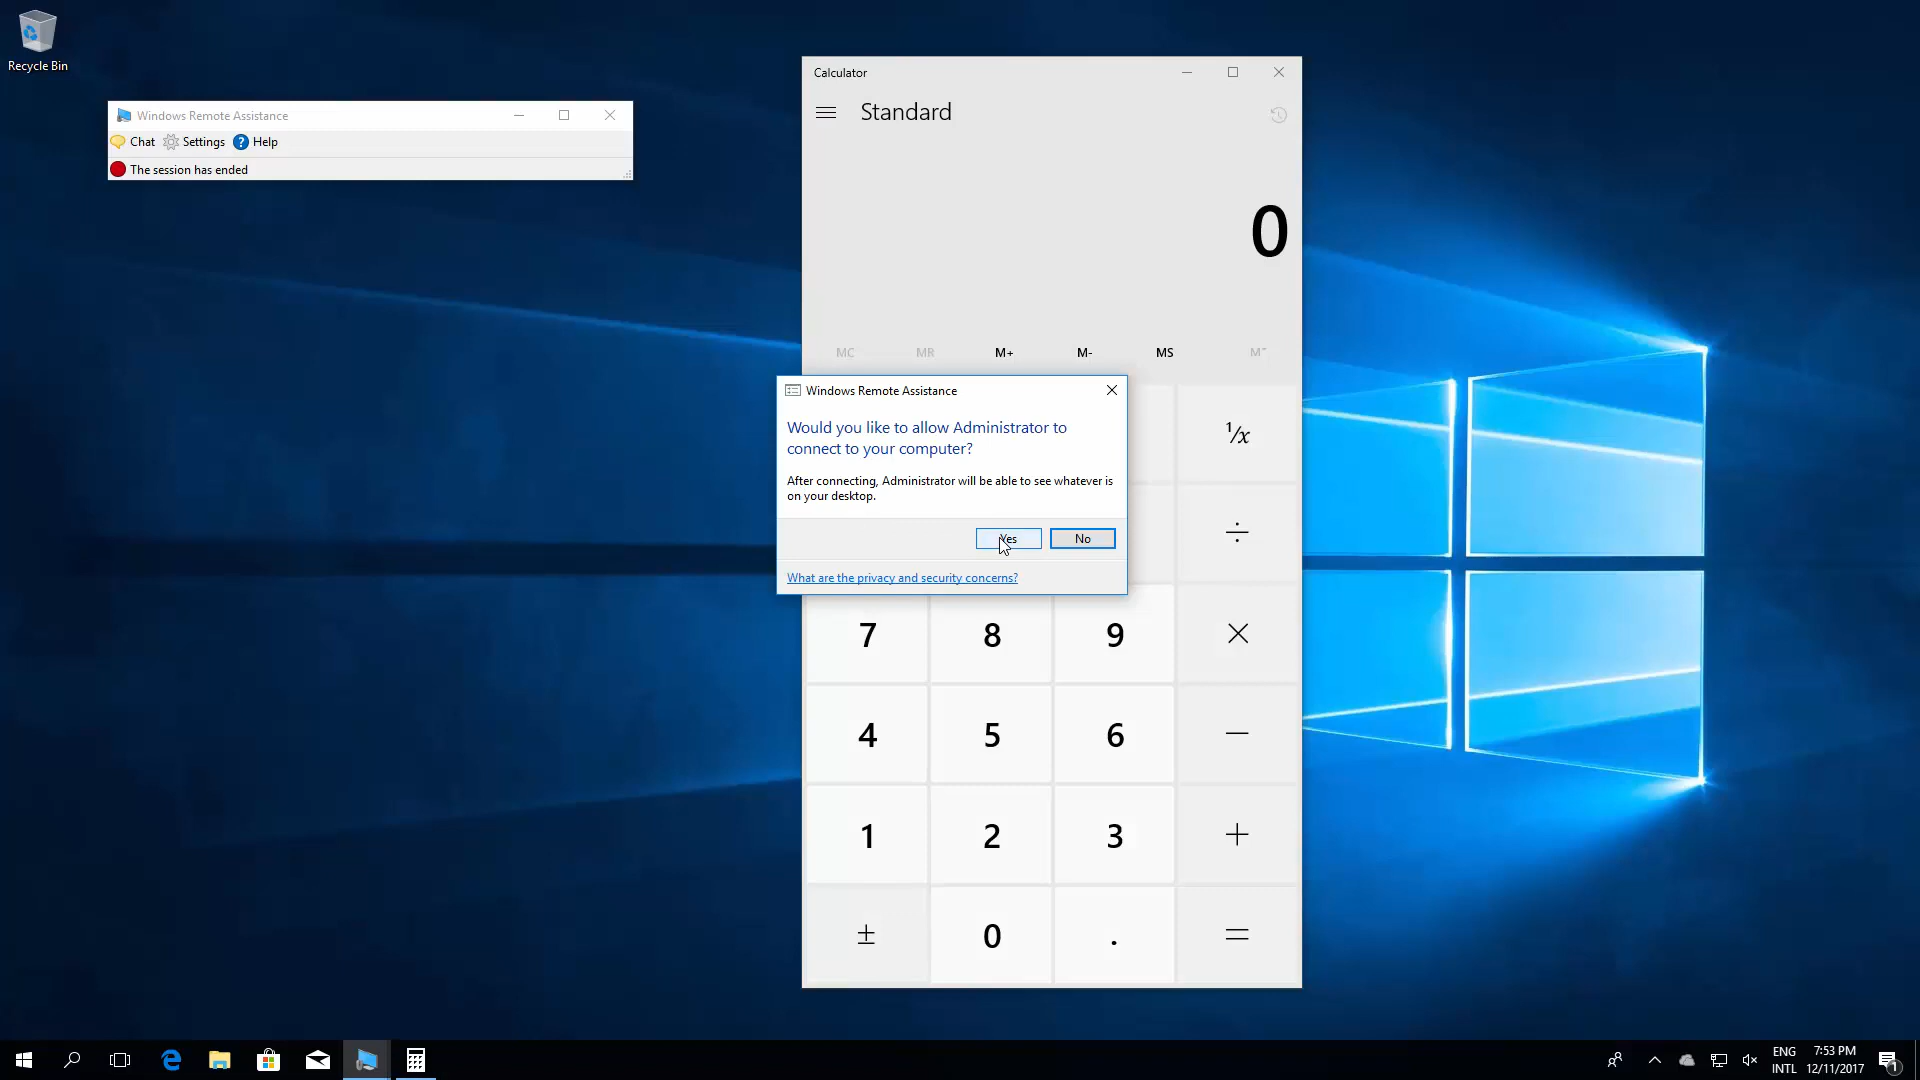 Recycle Bin
Windows Remote Assistance
Chat Settings ? Help
The session has ended
Calculator
Standard
0
MC MR M+ M- MS
Windows Remote Assistance
Would you like to allow Administrator to
connect to your computer?
After connecting, Administrator will be able to see whatever is
on your desktop.
Yes No
What are the privacy and security concerns?
¹/x
÷
7 8 9 ×
4 5 6 −
1 2 3 +
± 0 . =
ENG 7:53 PM
INTL 12/11/2017
1